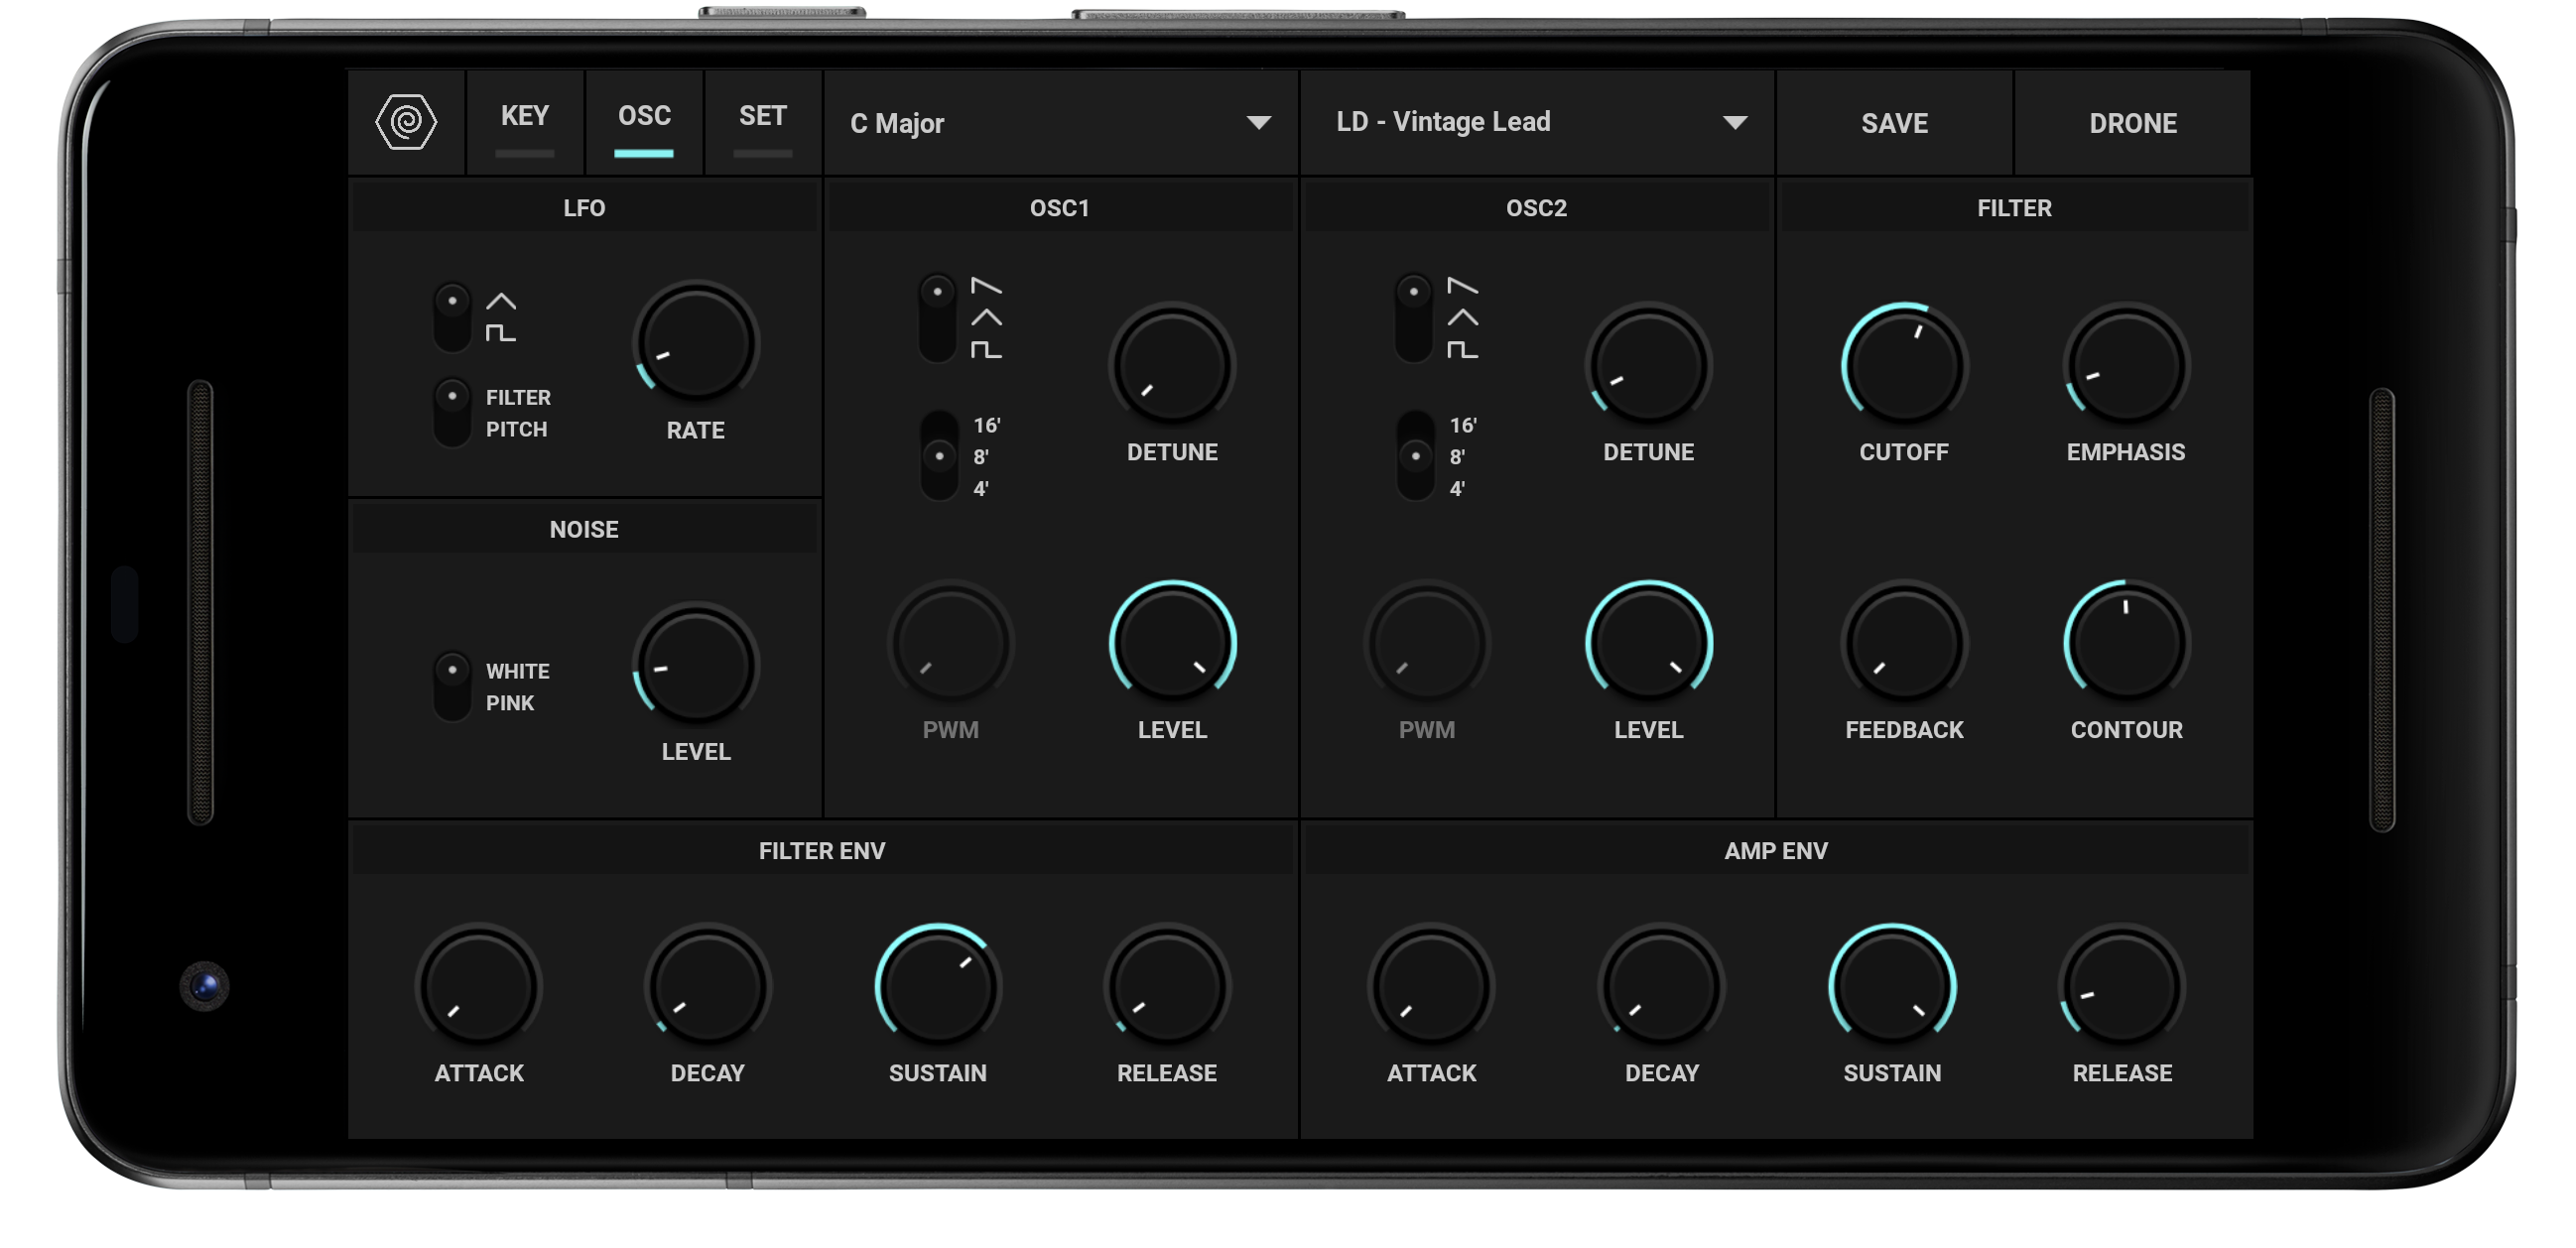 KEY
OSC
SET
C Major
LD - Vintage Lead
SAVE
DRONE
LFO
FILTER
PITCH
RATE
NOISE
WHITE
PINK
LEVEL
OSC1
16'
8'
4'
DETUNE
PWM
LEVEL
OSC2
16'
8'
4'
DETUNE
PWM
LEVEL
FILTER
CUTOFF
EMPHASIS
FEEDBACK
CONTOUR
FILTER ENV
ATTACK
DECAY
SUSTAIN
RELEASE
AMP ENV
ATTACK
DECAY
SUSTAIN
RELEASE